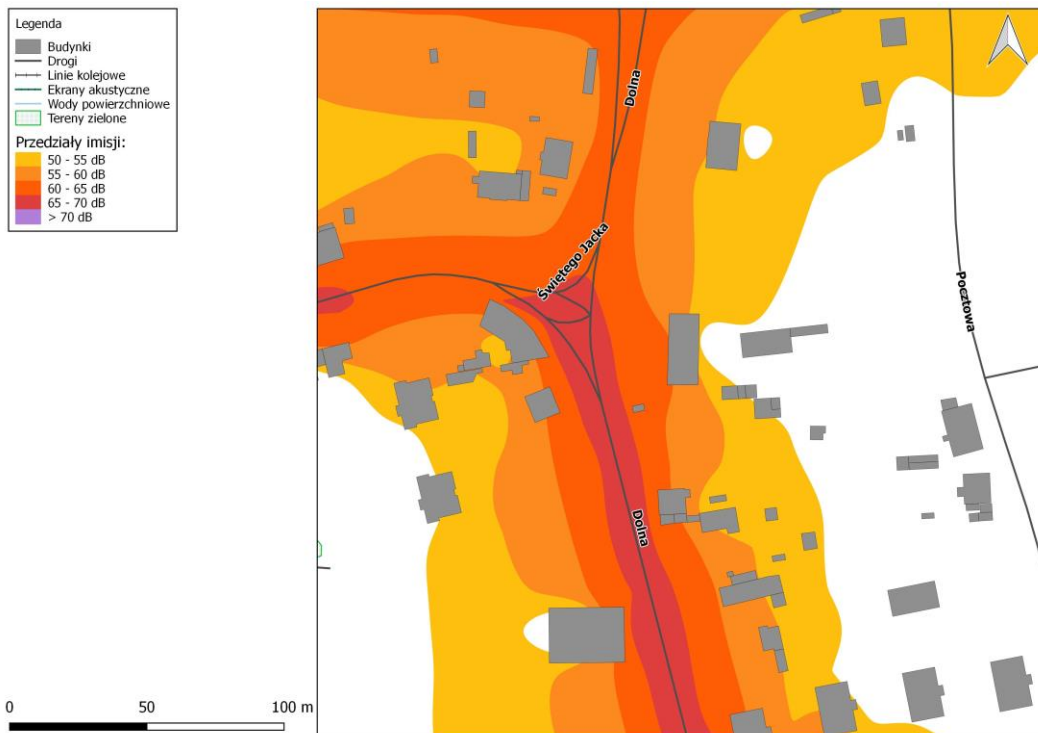 Legenda
Budynki
Drogi
Linie kolejowe
Ekrany akustyczne
Wody powierzchniowe
Tereny zielone
Przedziały imisji:
50 - 55 dB
55 - 60 dB
60 - 65 dB
65 - 70 dB
> 70 dB
Dolna
Świętego Jacka
Pocztowa
Dolna
0 50 100 m